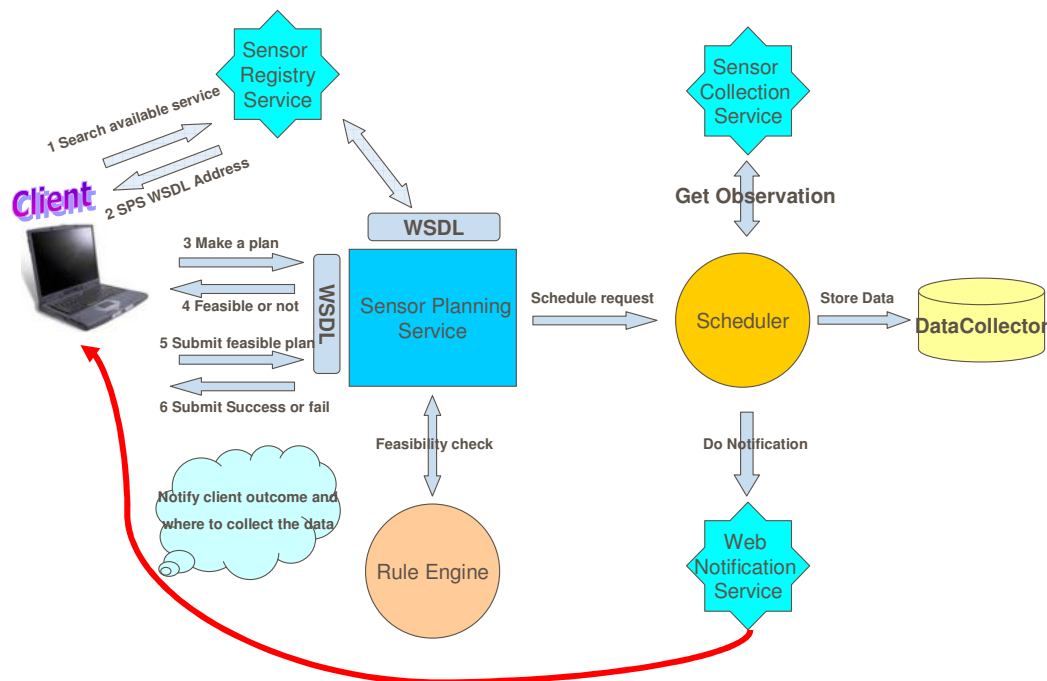 Sensor
Registry
Service
Sensor
Collection
Service
1 Search available service
2 SPS WSDL Address
Client
Get Observation
WSDL
3 Make a plan
4 Feasible or not
WSDL
Sensor Planning
Service
Schedule request
Scheduler
Store Data
DataCollector
5 Submit feasible plan
6 Submit Success or fail
Feasibility check
Do Notification
Notify client outcome and
where to collect the data
Rule Engine
Web
Notification
Service